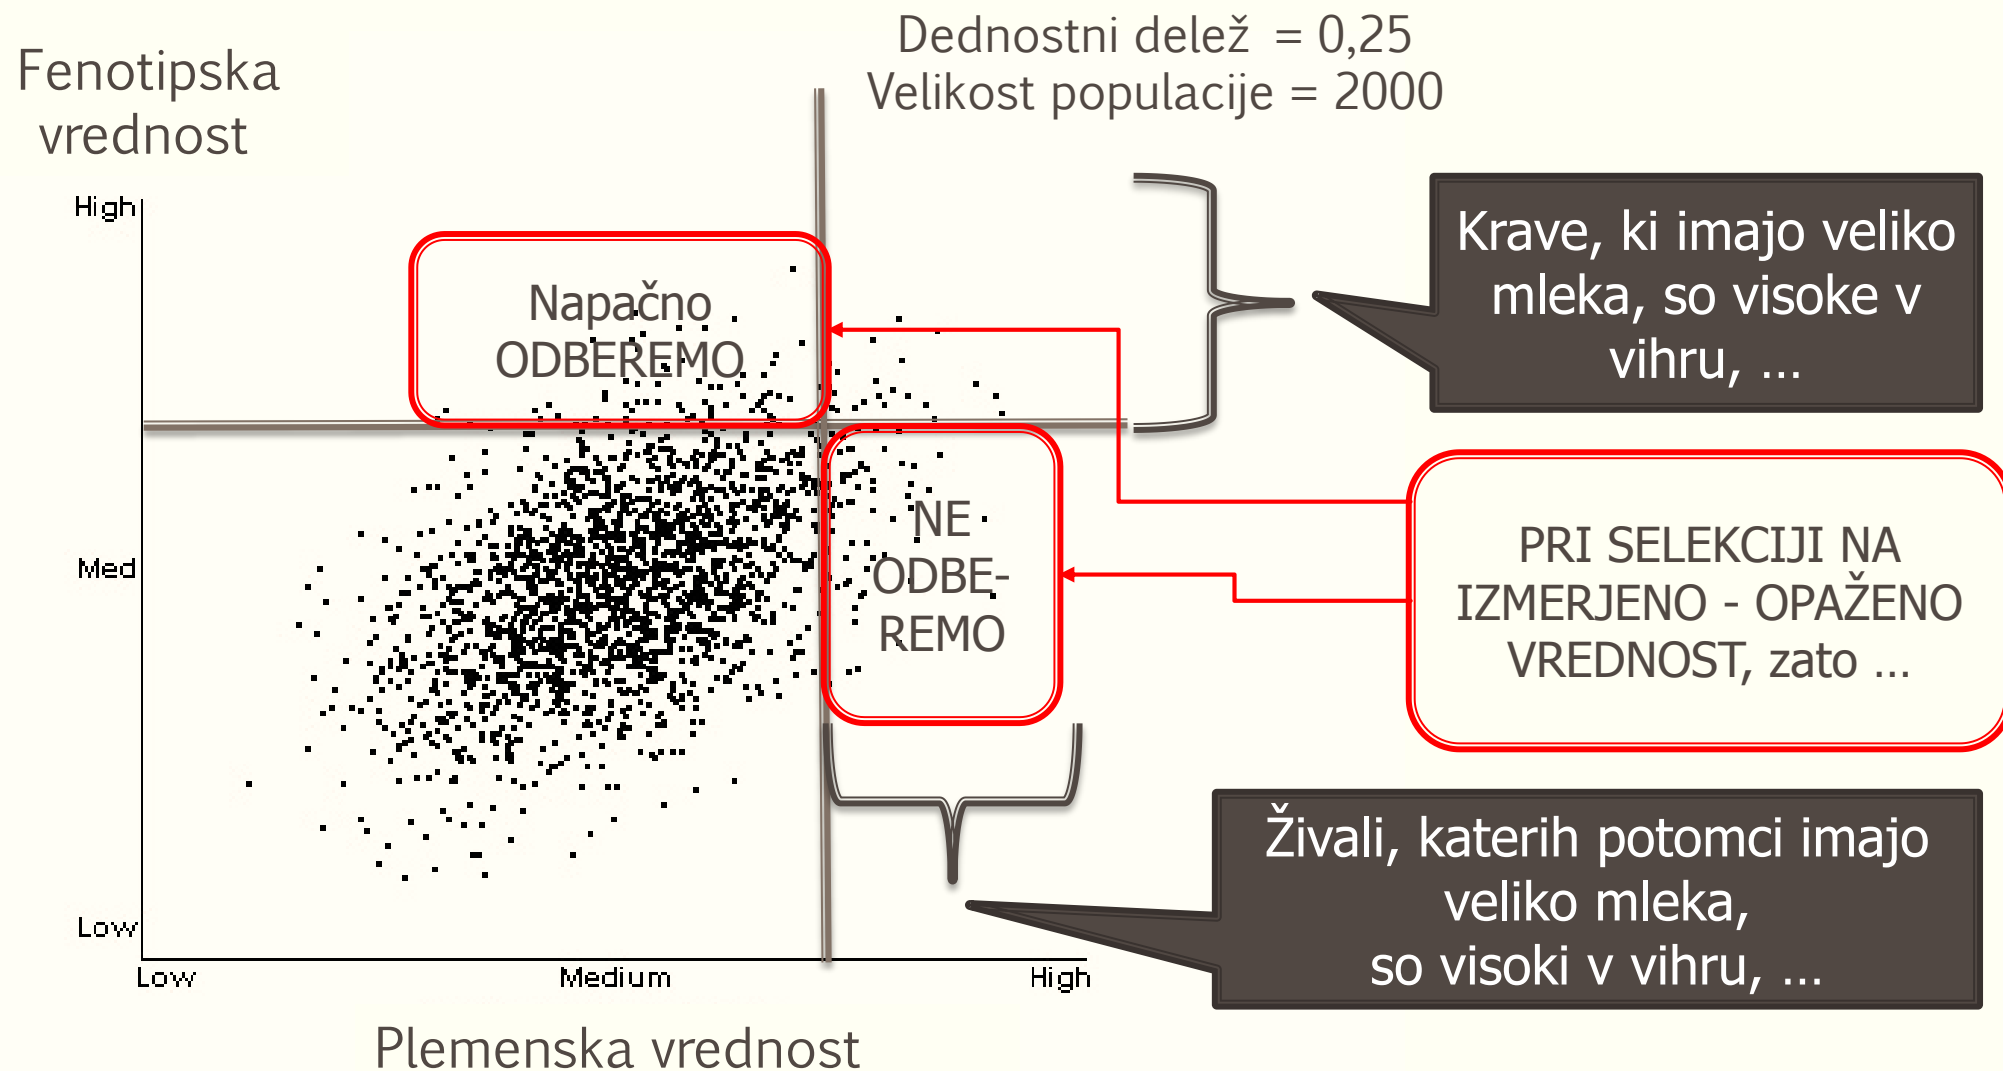 Dednostni delež = 0,25
Velikost populacije = 2000
Fenotipska
vrednost
High
Med
Low
Low
Medium
High
Plemenska vrednost
Napačno
ODBEREMO
NE
ODBE-
REMO
Krave, ki imajo veliko
mleka, so visoke v
vihru, ...
PRI SELEKCIJI NA
IZMERJENO - OPAŽENO
VREDNOST, zato ...
Živali, katerih potomci imajo
veliko mleka,
so visoki v vihru, ...